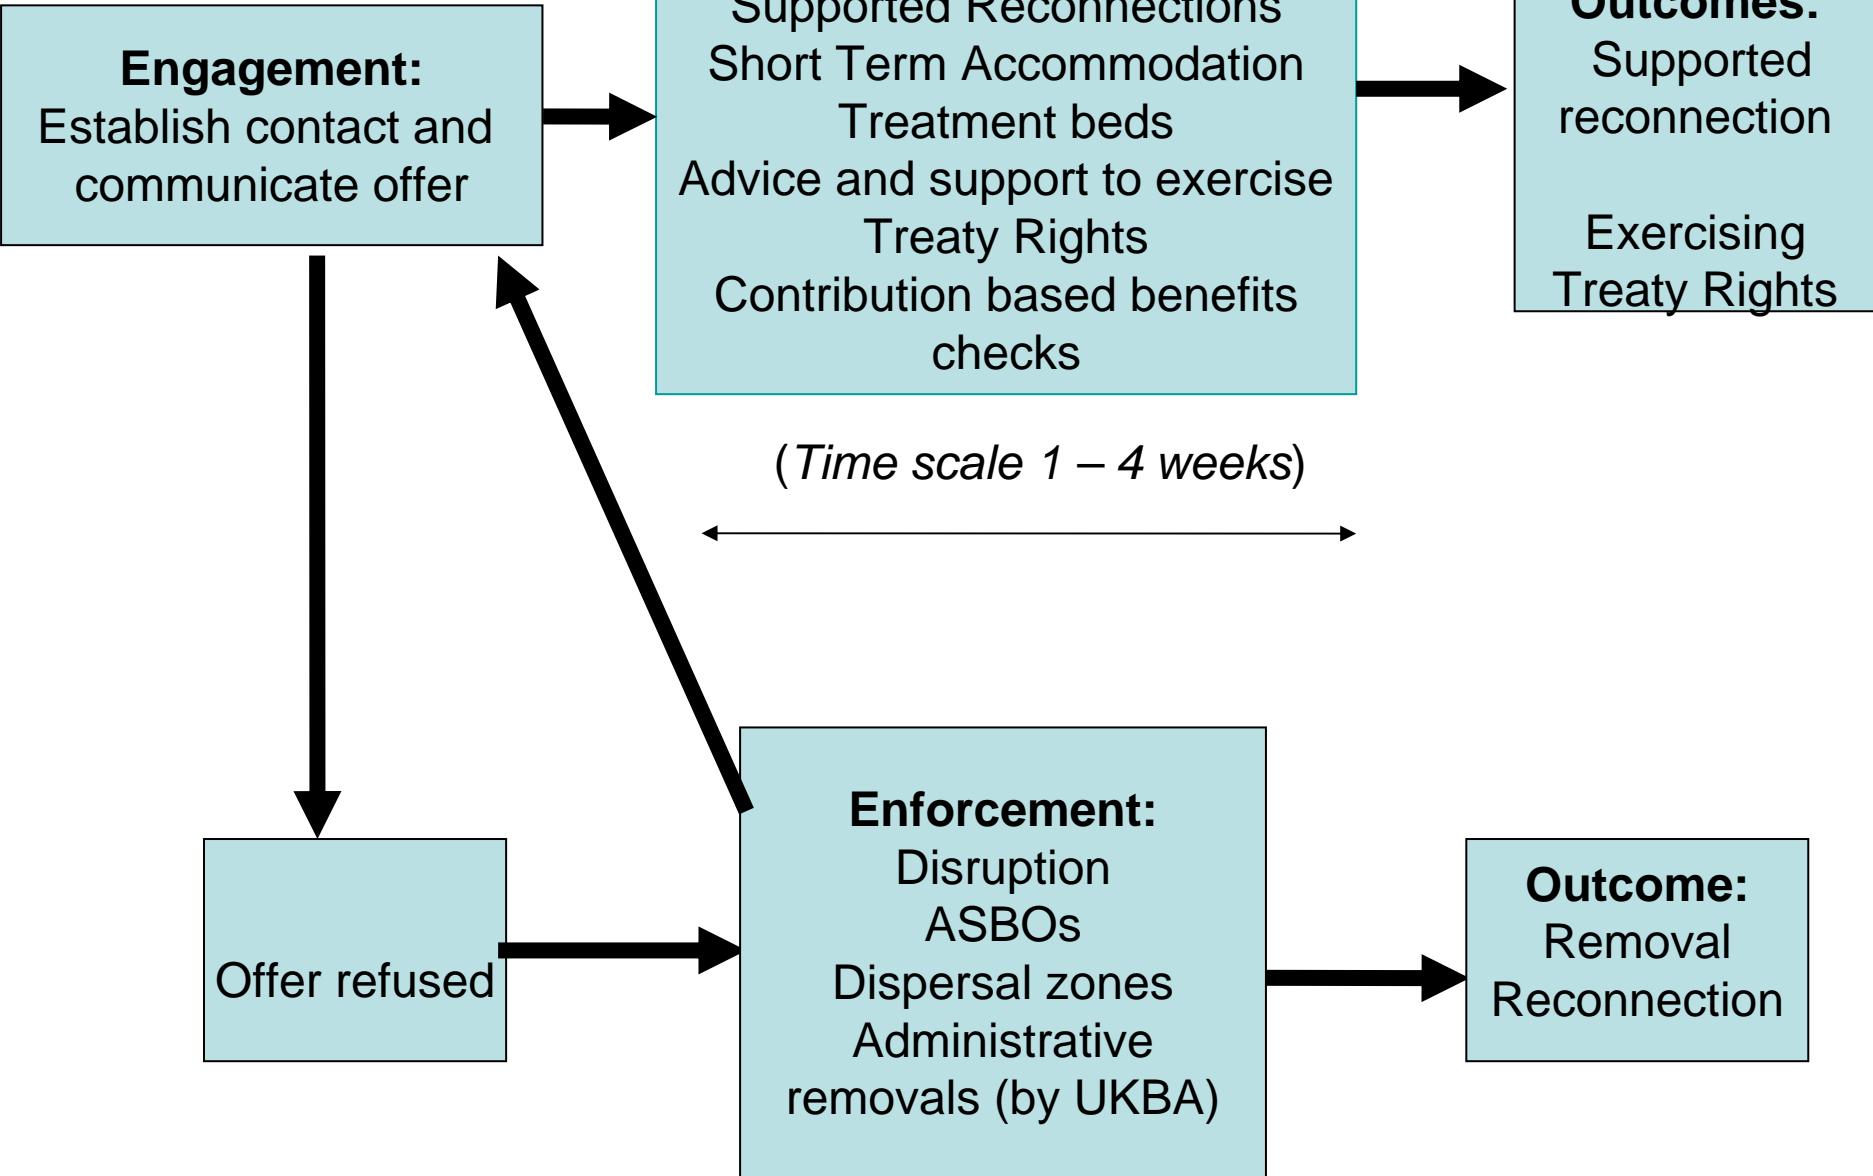 Engagement:
Establish contact and
communicate offer
Supported Reconnections
Short Term Accommodation
Treatment beds
Advice and support to exercise
Treaty Rights
Contribution based benefits
checks
Outcomes:
Supported
reconnection
Exercising
Treaty Rights
(Time scale 1 – 4 weeks)
Offer refused
Enforcement:
Disruption
ASBOs
Dispersal zones
Administrative
removals (by UKBA)
Outcome:
Removal
Reconnection